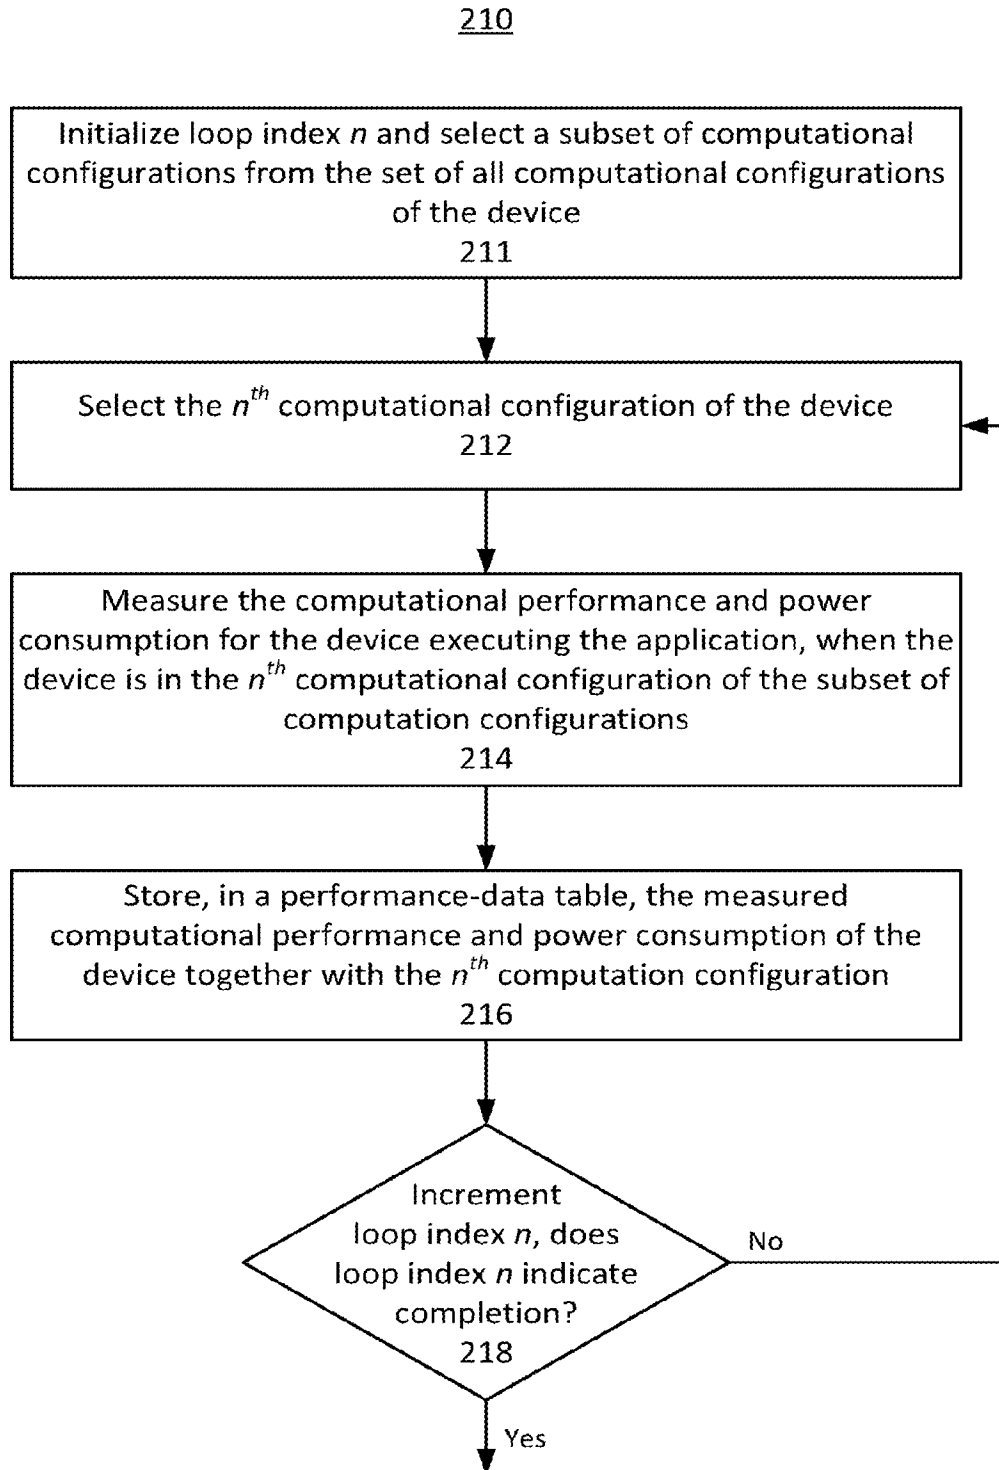 210
Initialize loop index n and select a subset of computational
configurations from the set of all computational configurations
of the device
211
Select the nth computational configuration of the device
212
Measure the computational performance and power
consumption for the device executing the application, when the
device is in the nth computational configuration of the subset of
computation configurations
214
Store, in a performance-data table, the measured
computational performance and power consumption of the
device together with the nth computation configuration
216
Increment
loop index n, does
loop index n indicate
completion?
218
No
Yes